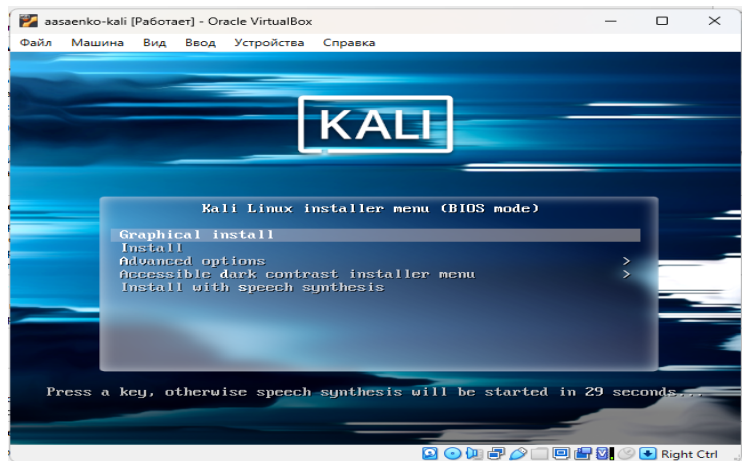 aasaenko-kali [Работает] - Oracle VirtualBox
Файл Машина Вид Ввод Устройства Справка
KALI
Kali Linux installer menu (BIOS mode)
Graphical install
Install
Advanced options >
Accessible dark contrast installer menu >
Install with speech synthesis
Press a key, otherwise speech synthesis will be started in 29 seconds...
Right Ctrl